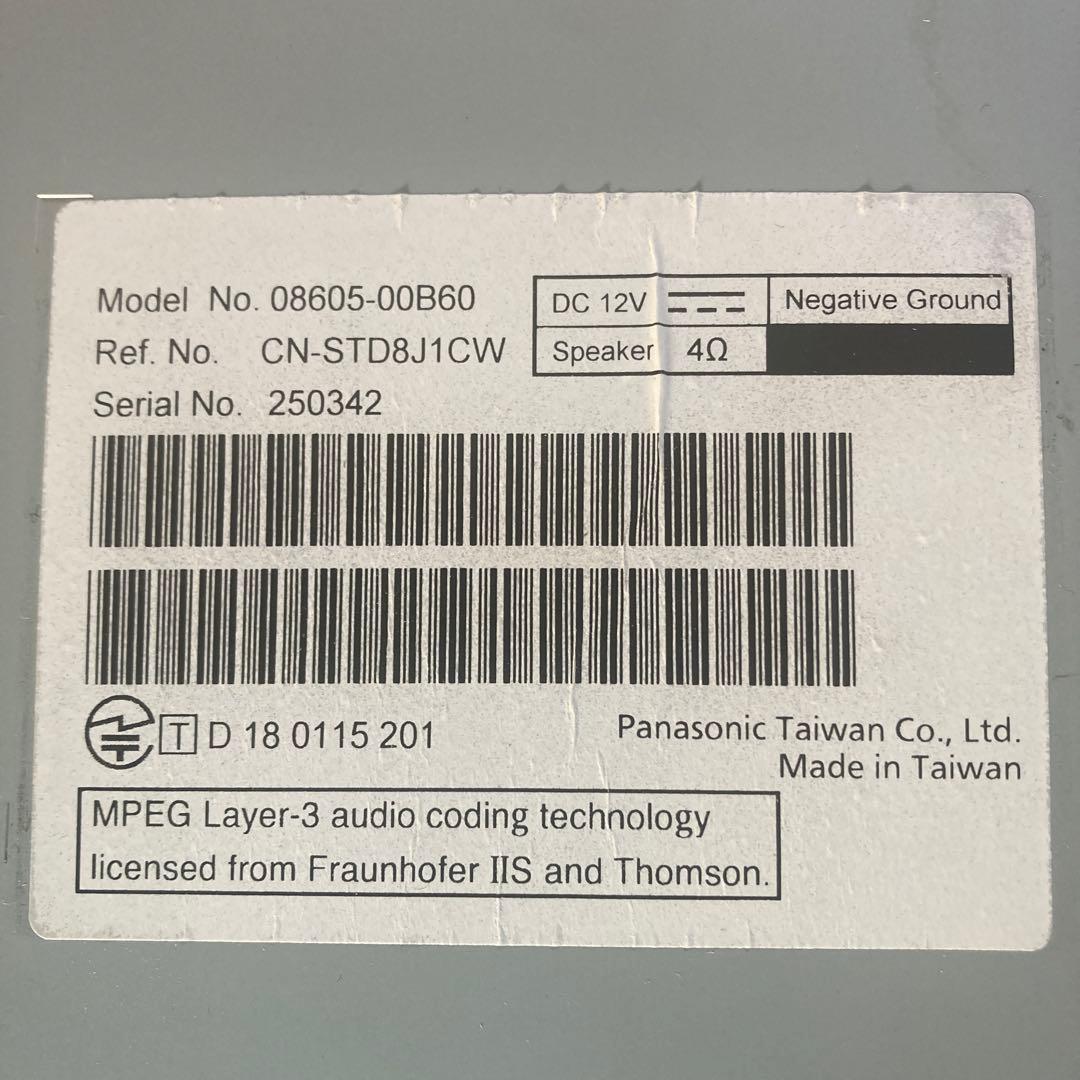 Model No. 08605-00B60
Ref. No. CN-STD8J1CW
Serial No. 250342
DC 12V Negative Ground
Speaker 4Ω
T D 18 0115 201
Panasonic Taiwan Co., Ltd.
Made in Taiwan
MPEG Layer-3 audio coding technology
licensed from Fraunhofer IIS and Thomson.